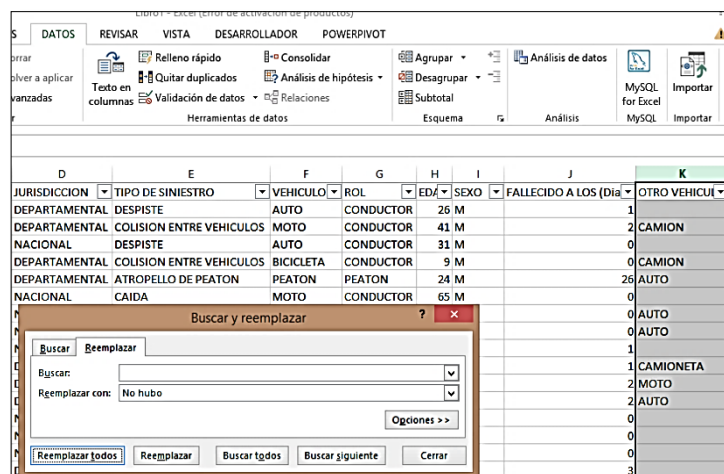 Libro1 - Excel (Error de activación de productos)
S DATOS REVISAR VISTA DESARROLLADOR POWERPIVOT
orrar
olver a aplicar
vanzadas
r
Texto en columnas
Relleno rápido
Quitar duplicados
Validación de datos
Consolidar
Análisis de hipótesis
Relaciones
Herramientas de datos
Agrupar
Desagrupar
Subtotal
Esquema
Análisis de datos
Análisis
MySQL for Excel
MySQL
Importar
Importar
D E F G H I J K
JURISDICCION TIPO DE SINIESTRO VEHICULO ROL EDA SEXO FALLECIDO A LOS (Dia OTRO VEHICUL
DEPARTAMENTAL DESPISTE AUTO CONDUCTOR 26 M 1
DEPARTAMENTAL COLISION ENTRE VEHICULOS MOTO CONDUCTOR 41 M 2 CAMION
NACIONAL DESPISTE AUTO CONDUCTOR 31 M 0
DEPARTAMENTAL COLISION ENTRE VEHICULOS BICICLETA CONDUCTOR 9 M 0 CAMION
DEPARTAMENTAL ATROPELLO DE PEATON PEATON PEATON 24 M 26 AUTO
NACIONAL CAIDA MOTO CONDUCTOR 65 M 0
0 AUTO
0 AUTO
1
1 CAMIONETA
2 MOTO
2 AUTO
0
0
0
3
Buscar y reemplazar ? ×
Buscar Reemplazar
Buscar:
Reemplazar con: No hubo
Opciones >>
Reemplazar todos Reemplazar Buscar todos Buscar siguiente Cerrar